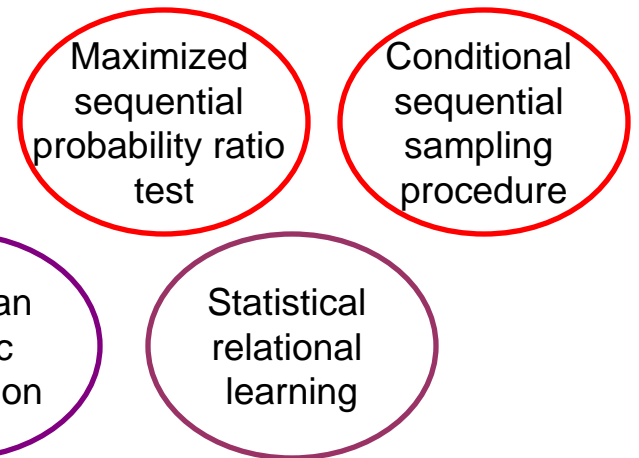 Maximized
sequential
probability ratio
test
Conditional
sequential
sampling
procedure
Statistical
relational
learning